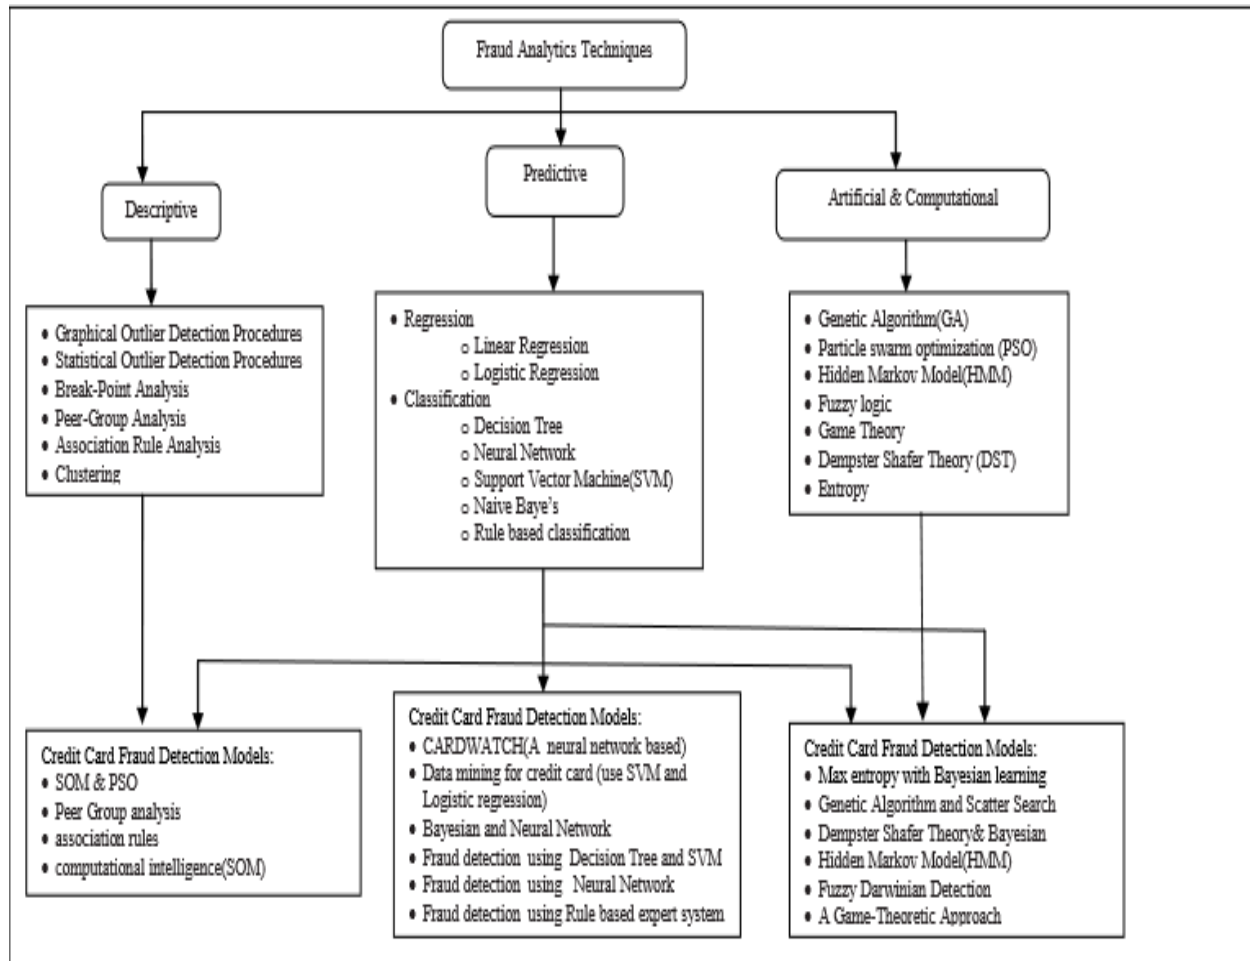 Fraud Analytics Techniques
Descriptive
Predictive
Artificial & Computational
• Graphical Outlier Detection Procedures
• Statistical Outlier Detection Procedures
• Break-Point Analysis
• Peer-Group Analysis
• Association Rule Analysis
• Clustering
• Regression
o Linear Regression
o Logistic Regression
• Classification
o Decision Tree
o Neural Network
o Support Vector Machine(SVM)
o Naive Baye's
o Rule based classification
• Genetic Algorithm(GA)
• Particle swarm optimization (PSO)
• Hidden Markov Model(HMM)
• Fuzzy logic
• Game Theory
• Dempster Shafer Theory (DST)
• Entropy
Credit Card Fraud Detection Models:
• SOM & PSO
• Peer Group analysis
• association rules
• computational intelligence(SOM)
Credit Card Fraud Detection Models:
• CARDWATCH(A neural network based)
• Data mining for credit card (use SVM and
Logistic regression)
• Bayesian and Neural Network
• Fraud detection using Decision Tree and SVM
• Fraud detection using Neural Network
• Fraud detection using Rule based expert system
Credit Card Fraud Detection Models:
• Max entropy with Bayesian learning
• Genetic Algorithm and Scatter Search
• Dempster Shafer Theory& Bayesian
• Hidden Markov Model(HMM)
• Fuzzy Darwinian Detection
• A Game-Theoretic Approach